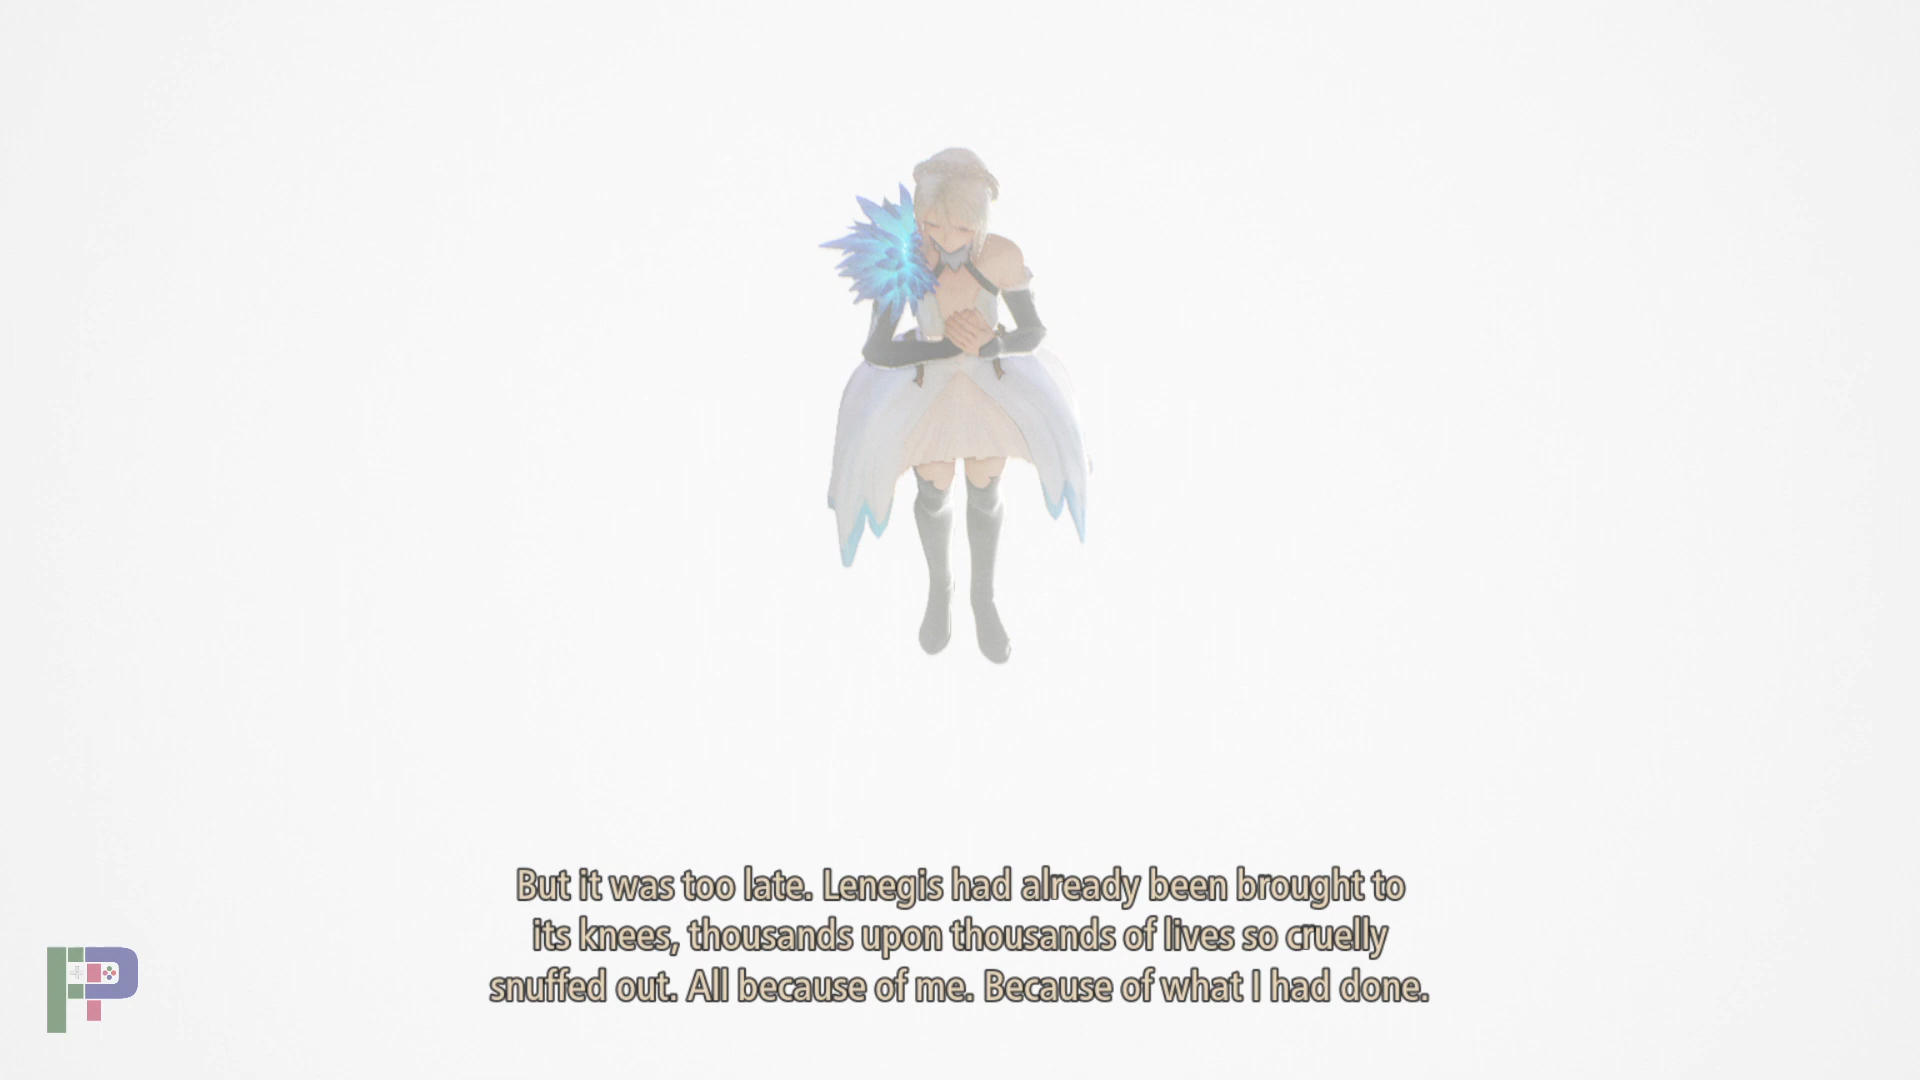 But it was too late. Lenegis had already been brought to
its knees, thousands upon thousands of lives so cruelly
snuffed out. All because of me. Because of what I had done.